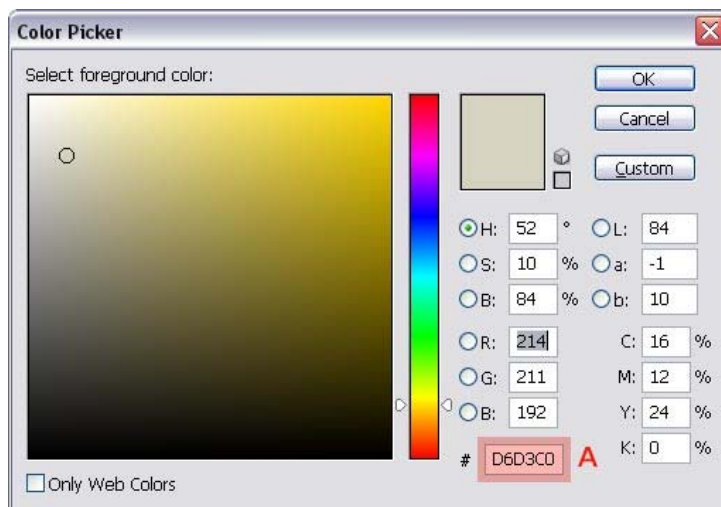 Color Picker
Select foreground color:
OK
Cancel
Custom
H: 52 ° L: 84
S: 10 % a: -1
B: 84 % b: 10
R: 214 C: 16 %
G: 211 M: 12 %
B: 192 Y: 24 %
# D6D3C0 A K: 0 %
Only Web Colors